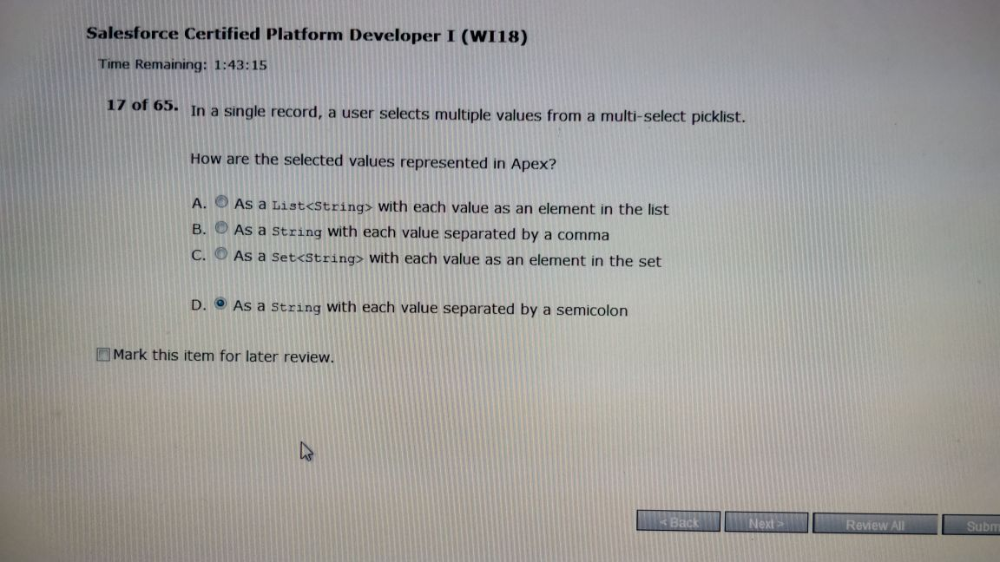 Salesforce Certified Platform Developer I (WI18)
Time Remaining: 1:43:15
17 of 65. In a single record, a user selects multiple values from a multi-select picklist.
How are the selected values represented in Apex?
A. As a List<String> with each value as an element in the list
B. As a String with each value separated by a comma
C. As a Set<String> with each value as an element in the set
D. As a String with each value separated by a semicolon
Mark this item for later review.
< Back Next > Review All Subm